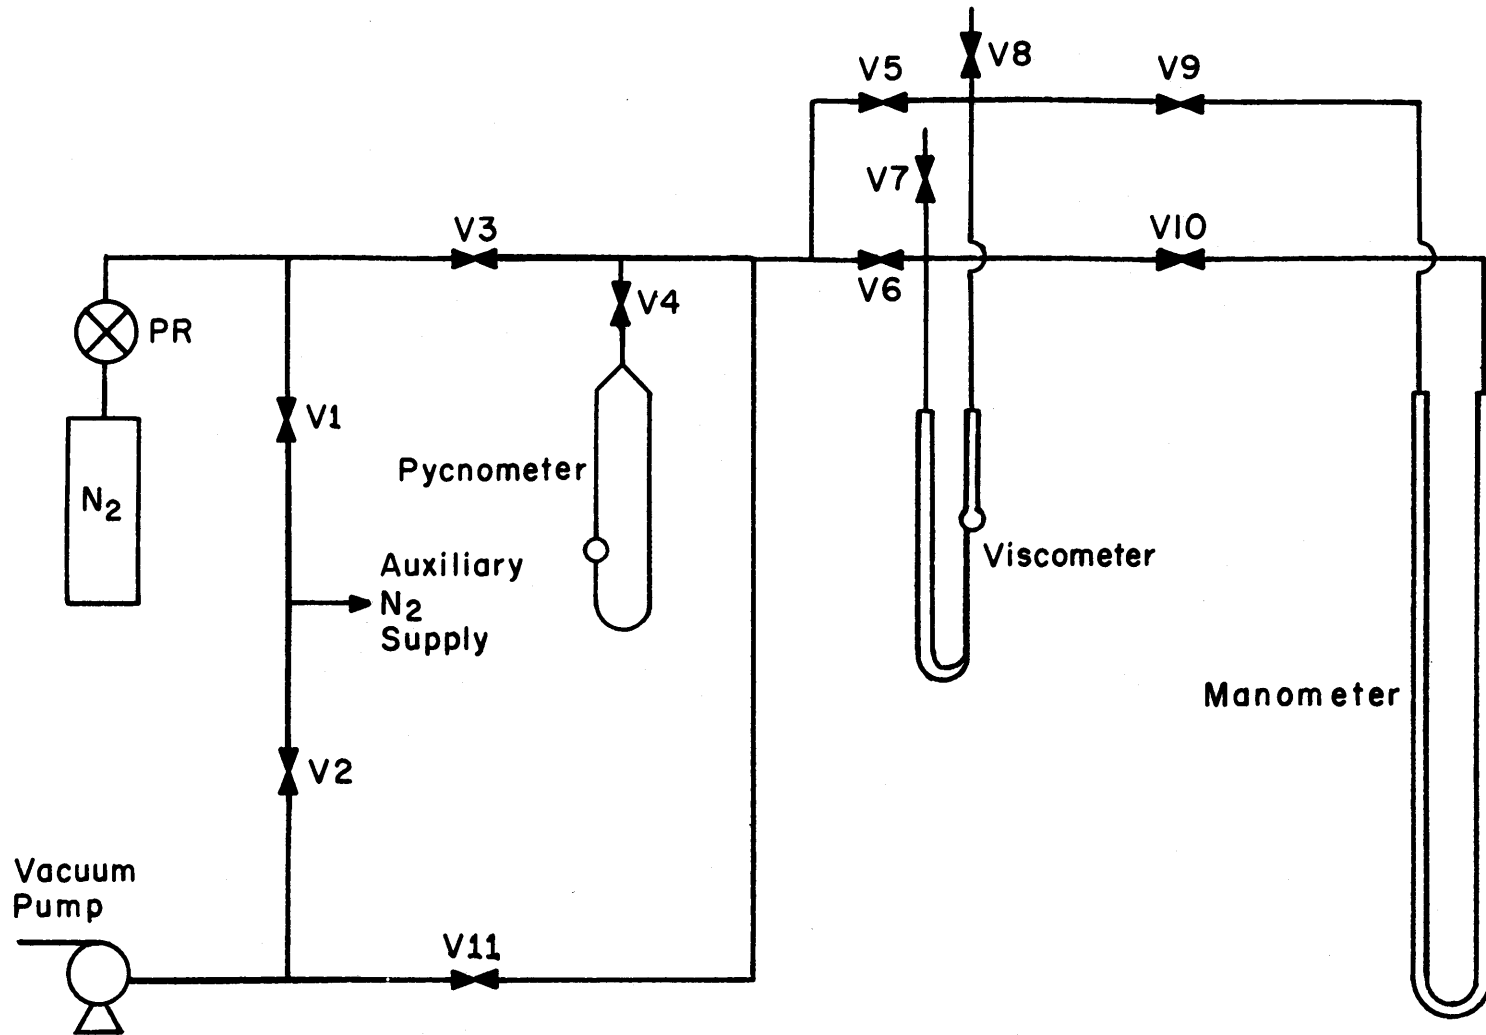 V8
V5
V9
V7
V3
V10
V6
V4
PR
V1
Pycnometer
N2
Auxiliary
N2
Supply
Viscometer
Manometer
V2
Vacuum
Pump
V11